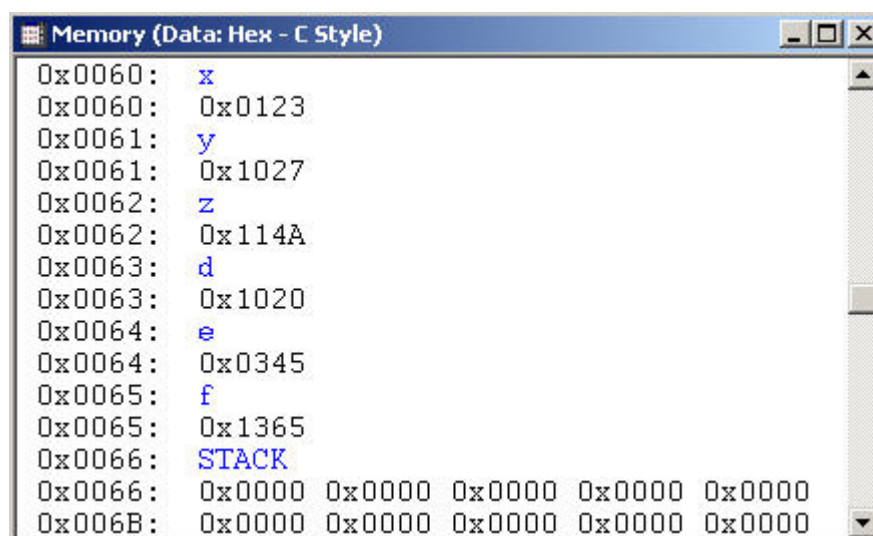 Memory (Data: Hex - C Style)
0x0060: x
0x0060: 0x0123
0x0061: y
0x0061: 0x1027
0x0062: z
0x0062: 0x114A
0x0063: d
0x0063: 0x1020
0x0064: e
0x0064: 0x0345
0x0065: f
0x0065: 0x1365
0x0066: STACK
0x0066: 0x0000 0x0000 0x0000 0x0000 0x0000
0x006B: 0x0000 0x0000 0x0000 0x0000 0x0000